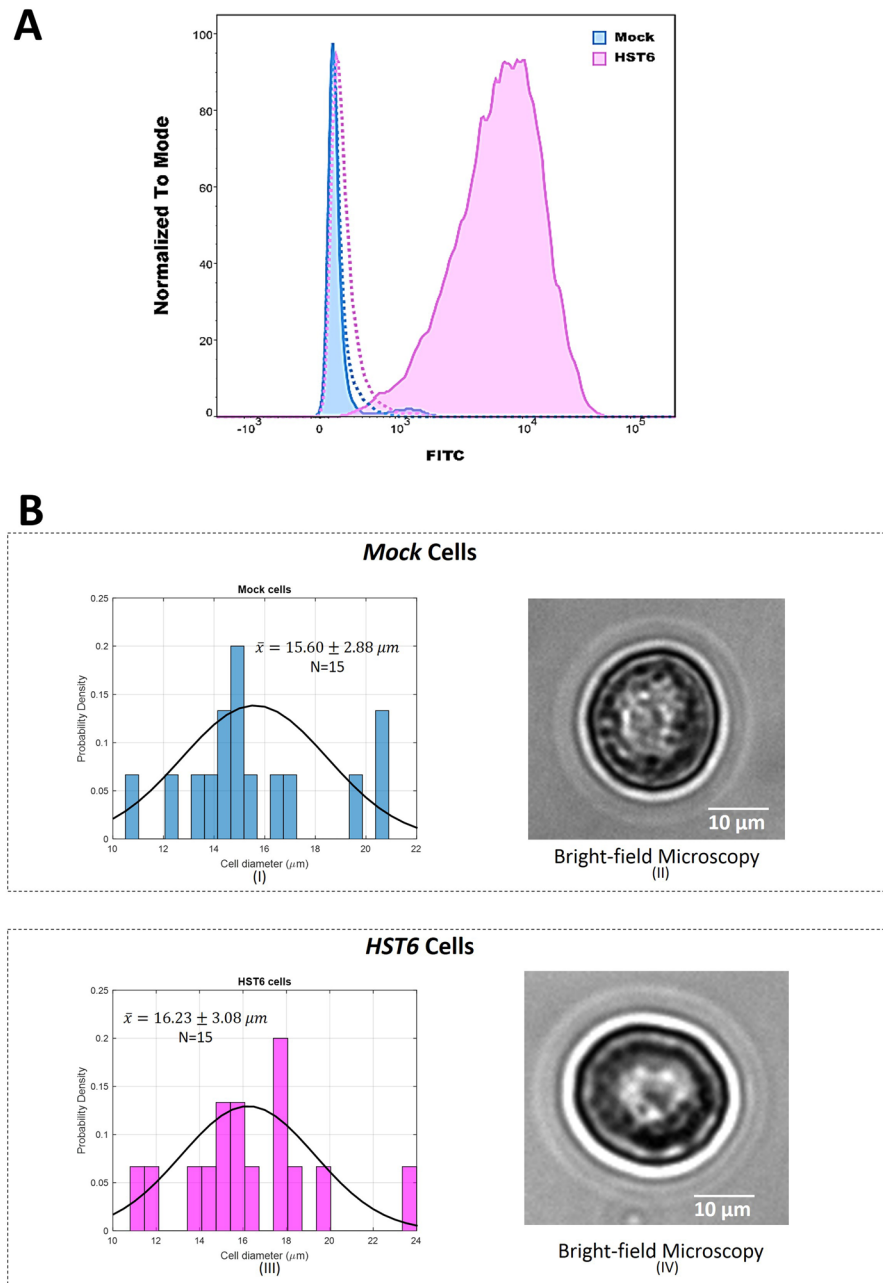 A
Mock
HST6
Normalized To Mode
100
80
60
40
20
0
-10³ 0 10³ 10⁴ 10⁵
FITC
B
Mock Cells
Mock cells
x̄ = 15.60 ± 2.88 μm
N=15
Probability Density
0.25
0.2
0.15
0.1
0.05
0
10 12 14 16 18 20 22
Cell diameter (μm)
(I)
10 μm
Bright-field Microscopy
(II)
HST6 Cells
HST6 cells
x̄ = 16.23 ± 3.08 μm
N=15
Probability Density
0.25
0.2
0.15
0.1
0.05
0
10 12 14 16 18 20 22 24
Cell diameter (μm)
(III)
10 μm
Bright-field Microscopy
(IV)